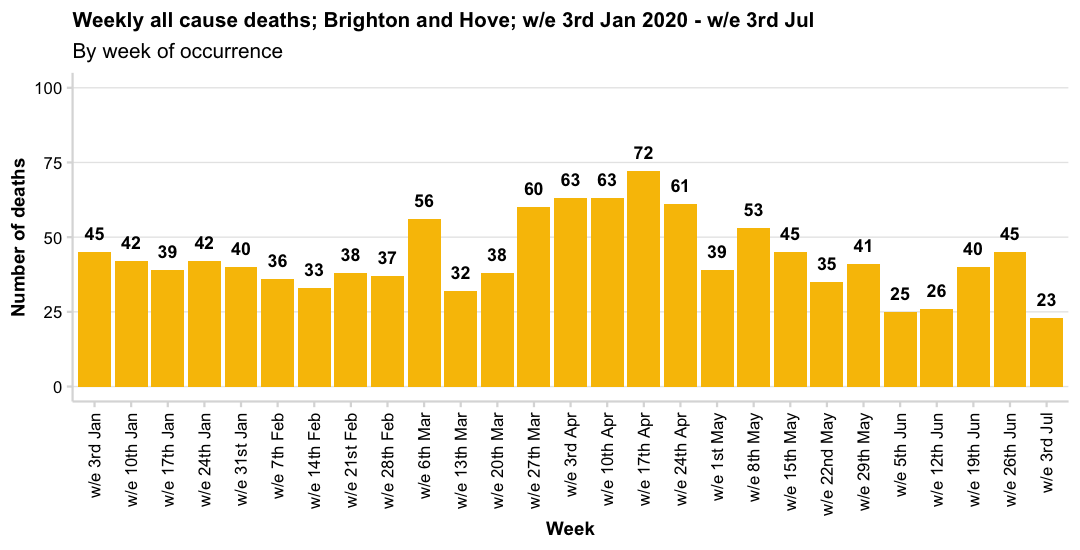 Weekly all cause deaths; Brighton and Hove; w/e 3rd Jan 2020 - w/e 3rd Jul
By week of occurrence
Number of deaths
100
75
50
25
0
45
42
39
42
40
36
33
38
37
56
32
38
60
63
63
72
61
39
53
45
35
41
25
26
40
45
23
w/e 3rd Jan
w/e 10th Jan
w/e 17th Jan
w/e 24th Jan
w/e 31st Jan
w/e 7th Feb
w/e 14th Feb
w/e 21st Feb
w/e 28th Feb
w/e 6th Mar
w/e 13th Mar
w/e 20th Mar
w/e 27th Mar
w/e 3rd Apr
w/e 10th Apr
w/e 17th Apr
w/e 24th Apr
w/e 1st May
w/e 8th May
w/e 15th May
w/e 22nd May
w/e 29th May
w/e 5th Jun
w/e 12th Jun
w/e 19th Jun
w/e 26th Jun
w/e 3rd Jul
Week